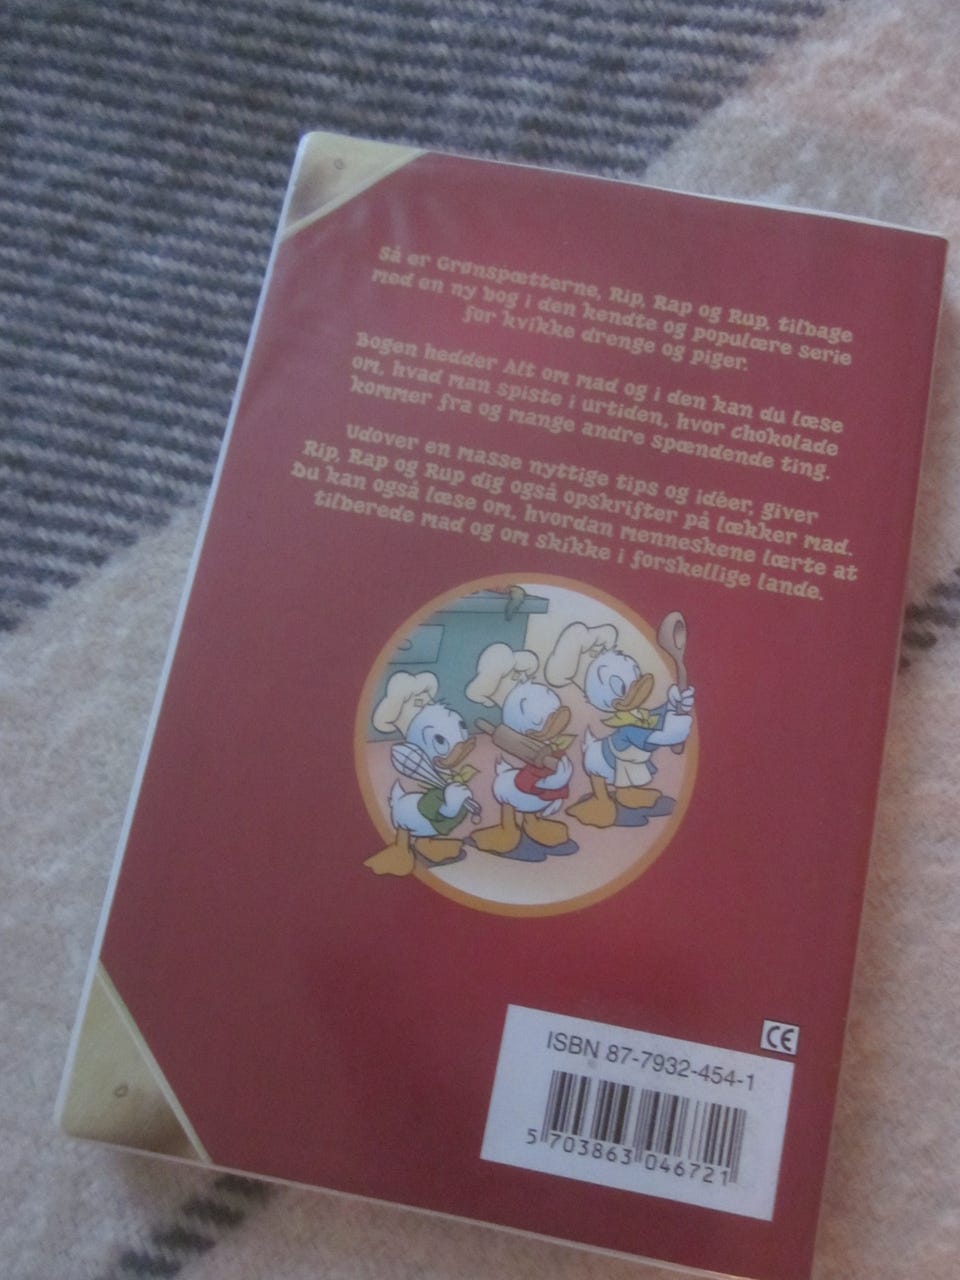 Så er Grønspætterne, Rip, Rap og Rup, tilbage
med en ny bog i den kendte og populære serie
for kvikke drenge og piger.
Bogen hedder Alt om mad og i den kan du læse
om, hvad man spiste i urtiden, hvor chokolade
kommer fra og mange andre spændende ting.
Udover en masse nyttige tips og idéer, giver
Rip, Rap og Rup dig også opskrifter på lækker mad.
Du kan også læse om, hvordan menneskene lærte at
tilberede mad og om skikke i forskellige lande.
CE
ISBN 87-7932-454-1
5 703863 046721